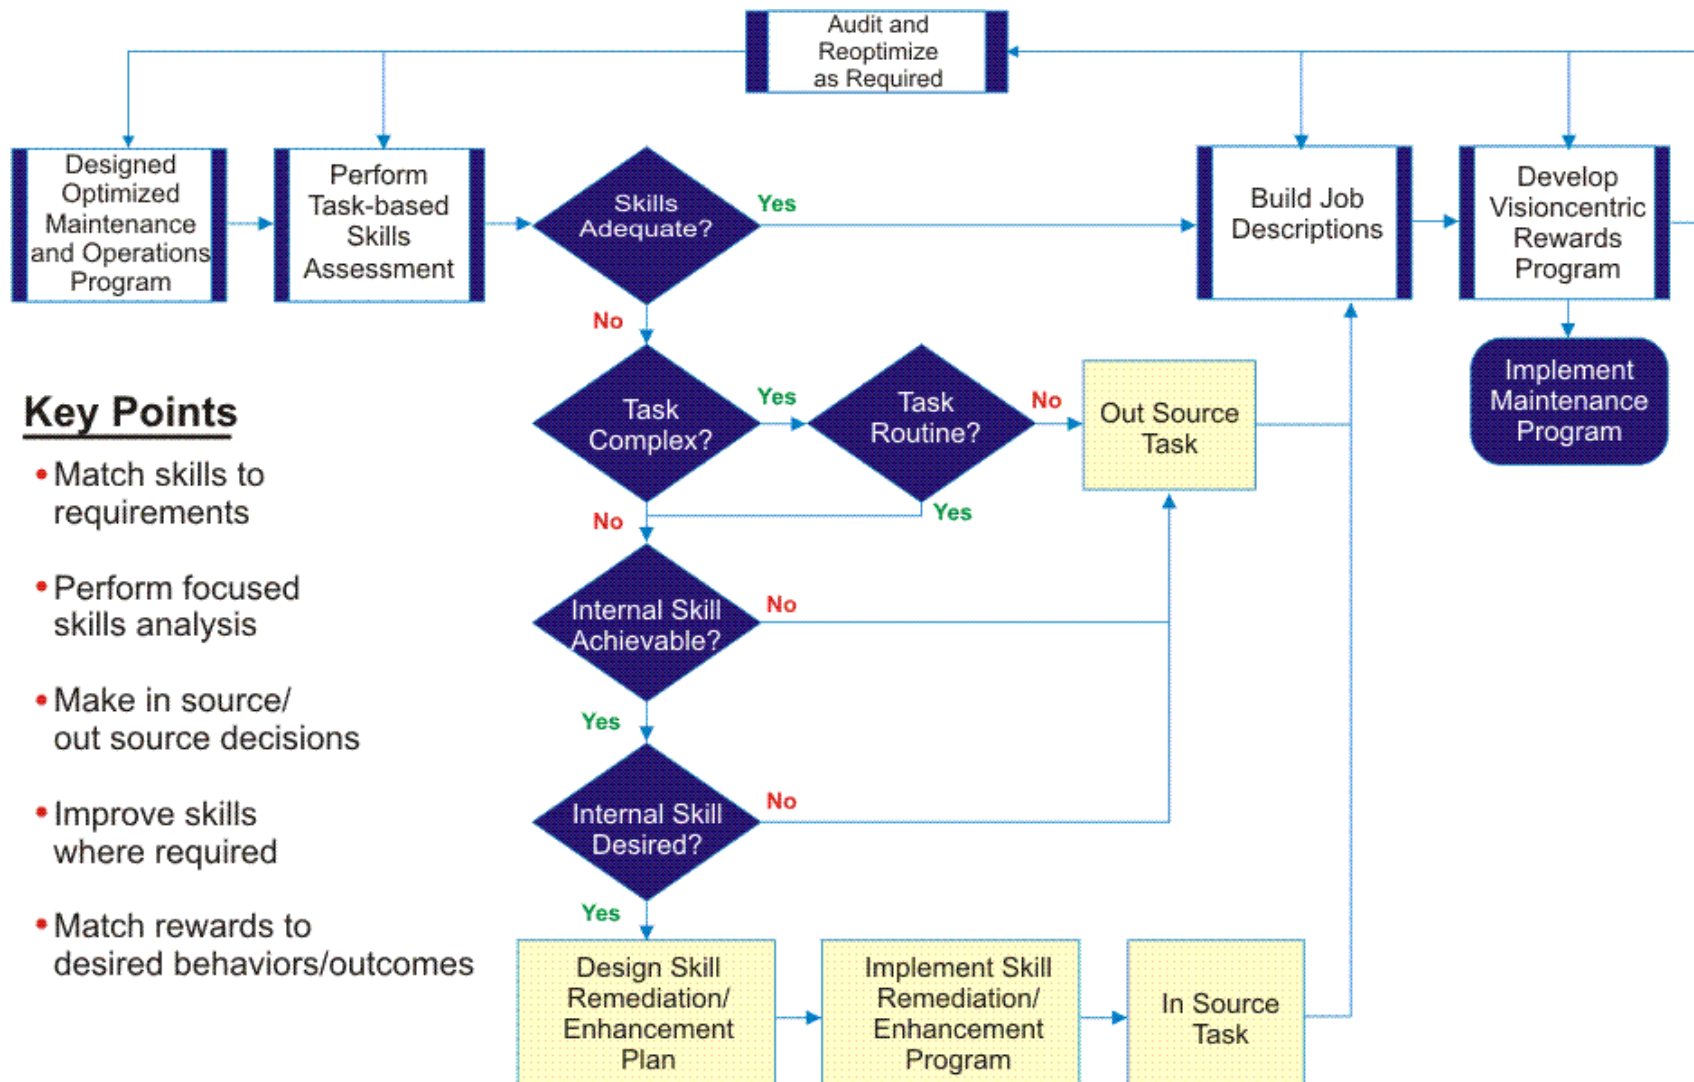 Audit and
Reoptimize
as Required
Designed
Optimized
Maintenance
and Operations
Program
Perform
Task-based
Skills
Assessment
Skills
Adequate?
Yes
Build Job
Descriptions
Develop
Visioncentric
Rewards
Program
No
Implement
Maintenance
Program
Task
Complex?
Yes
Task
Routine?
No
Out Source
Task
No
Yes
Key Points
• Match skills to
requirements
• Perform focused
skills analysis
• Make in source/
out source decisions
• Improve skills
where required
• Match rewards to
desired behaviors/outcomes
Internal Skill
Achievable?
No
Yes
Internal Skill
Desired?
No
Yes
Design Skill
Remediation/
Enhancement
Plan
Implement Skill
Remediation/
Enhancement
Program
In Source
Task